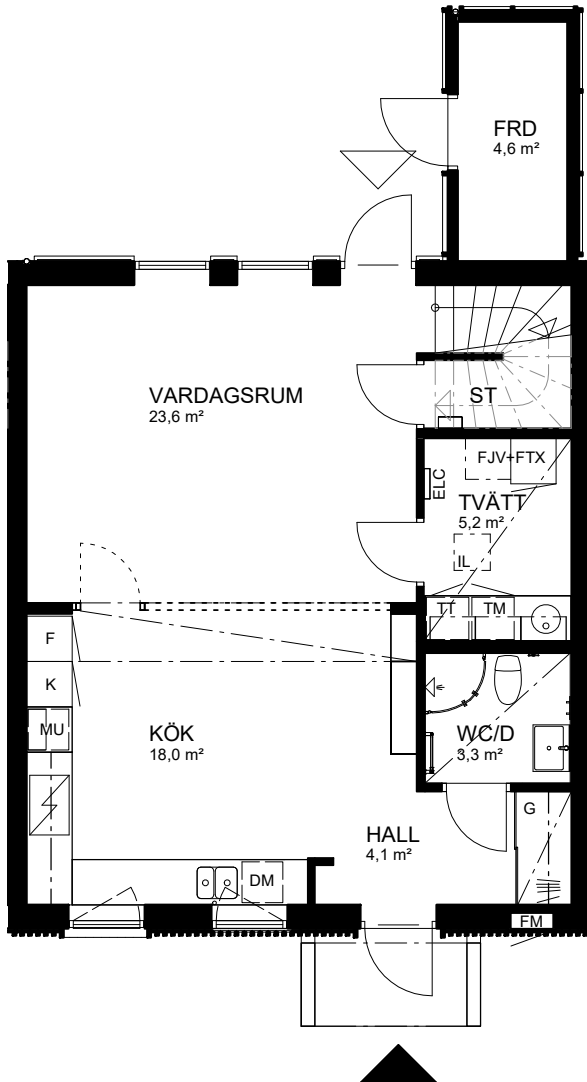 FRD
4,6 m²
VARDAGSRUM
23,6 m²
ST
FJV+FTX
ELC
TVÄTT
5,2 m²
IL
TT
TM
F
K
MU
KÖK
18,0 m²
WC/D
3,3 m²
HALL
4,1 m²
G
DM
FM